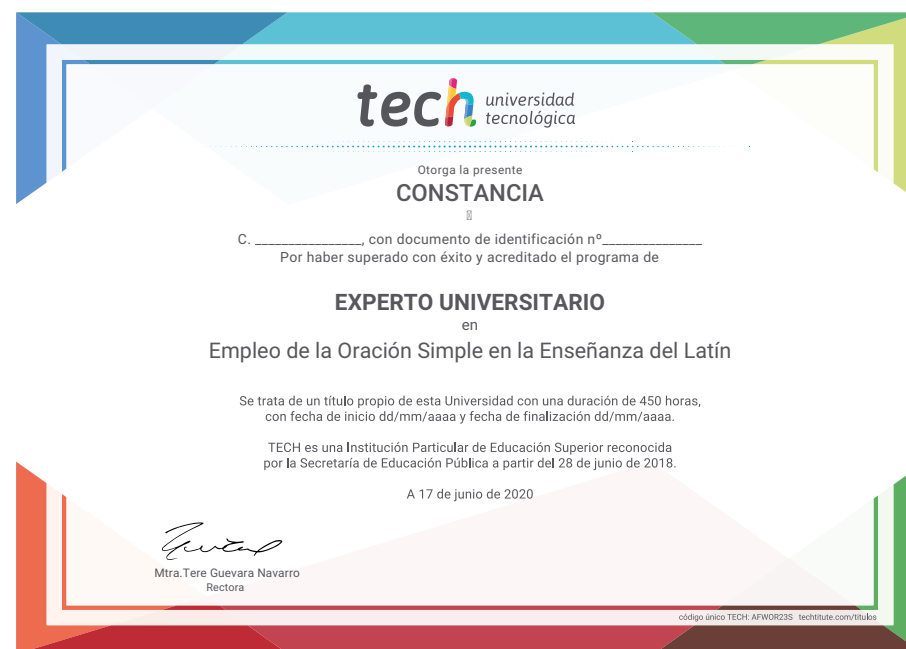 tech universidad
tecnológica
Otorga la presente
CONSTANCIA
C. ________________, con documento de identificación nº_______________
Por haber superado con éxito y acreditado el programa de
EXPERTO UNIVERSITARIO
en
Empleo de la Oración Simple en la Enseñanza del Latín
Se trata de un título propio de esta Universidad con una duración de 450 horas,
con fecha de inicio dd/mm/aaaa y fecha de finalización dd/mm/aaaa.
TECH es una Institución Particular de Educación Superior reconocida
por la Secretaría de Educación Pública a partir del 28 de junio de 2018.
A 17 de junio de 2020
Mtra.Tere Guevara Navarro
Rectora
código único TECH: AFWOR23S techtitute.com/titulos